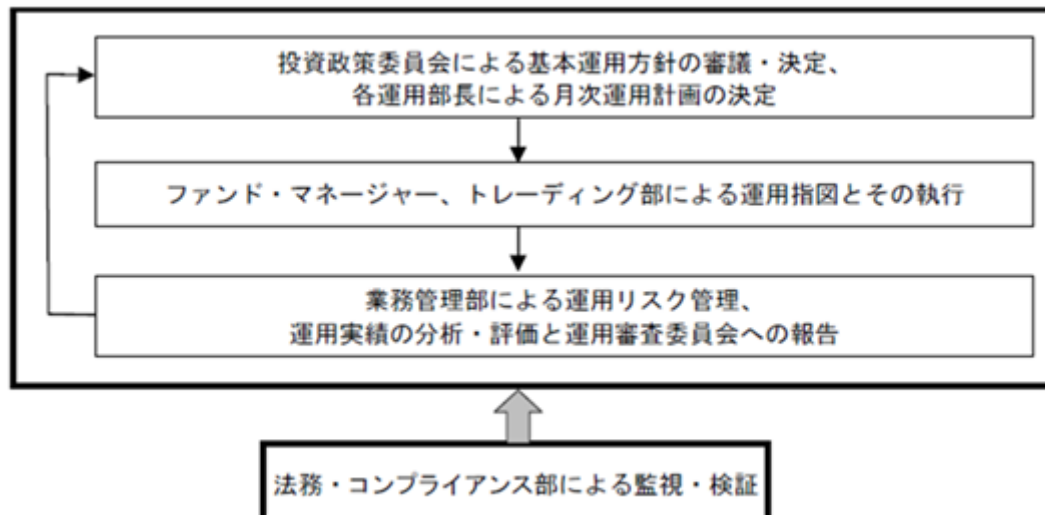 投資政策委員会による基本運用方針の審議・決定、
各運用部長による月次運用計画の決定
ファンド・マネージャー、トレーディング部による運用指図とその執行
業務管理部による運用リスク管理、
運用実績の分析・評価と運用審査委員会への報告
法務・コンプライアンス部による監視・検証